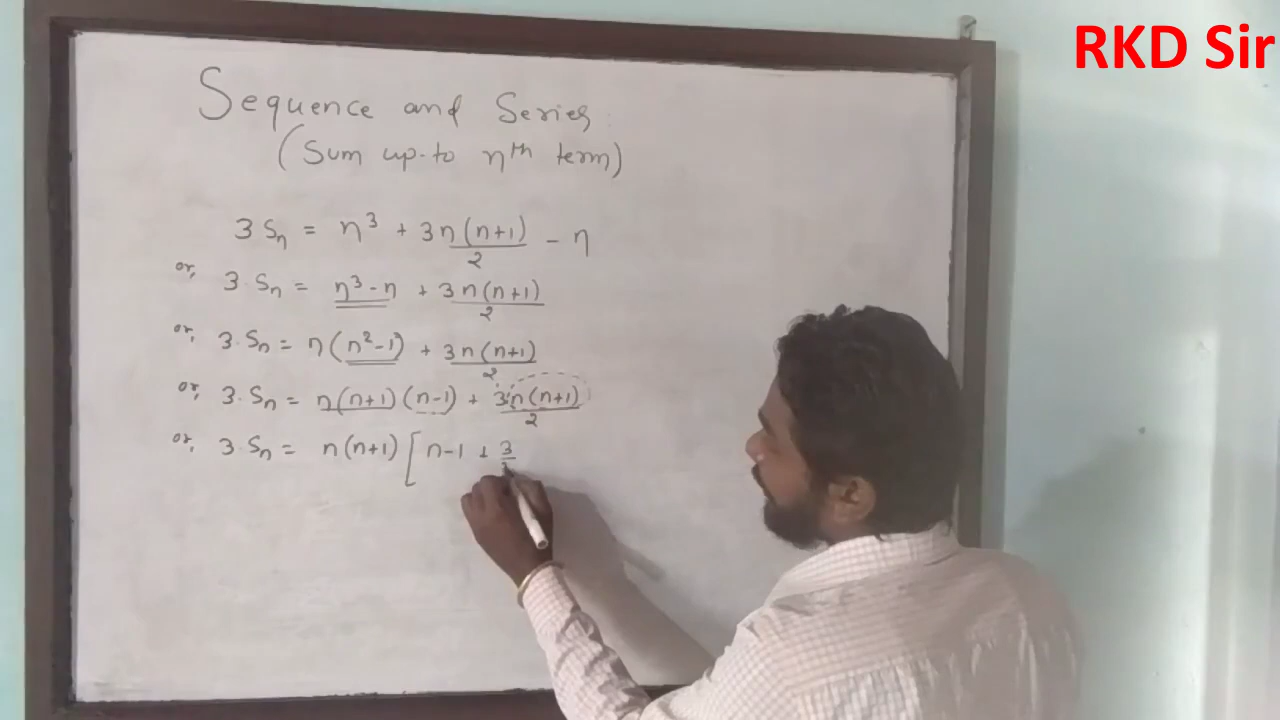 RKD Sir
Sequence and Series
(Sum up-to nᵗʰ term)
3 Sₙ = n³ + 3n(n+1)/2 - n
or, 3. Sₙ = n³-n + 3n(n+1)/2
or, 3. Sₙ = n(n²-1) + 3n(n+1)/2
or, 3. Sₙ = n(n+1)(n-1) + 3n(n+1)/2
or, 3. Sₙ = n(n+1)[n-1 + 3/